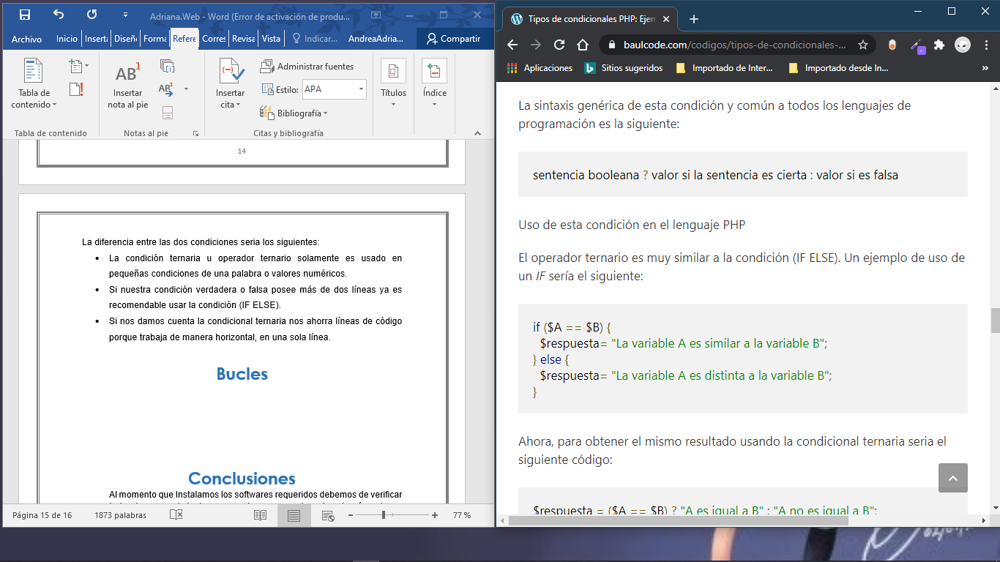 Adriana.Web - Word (Error de activación de produ...
Archivo Inicio Inserta Diseñ Forma Refere Corres Revisa Vista Indicar... AndreaAdria... Compartir
Tabla de contenido
Insertar nota al pie
AB1
AB
Insertar cita
Administrar fuentes
Estilo: APA
Bibliografía
Títulos
Índice
Tabla de contenido
Notas al pie
Citas y bibliografía
14
La diferencia entre las dos condiciones seria los siguientes:
• La condición ternaria u operador ternario solamente es usado en
pequeñas condiciones de una palabra o valores numéricos.
• Si nuestra condición verdadera o falsa posee más de dos líneas ya es
recomendable usar la condición (IF ELSE).
• Si nos damos cuenta la condicional ternaria nos ahorra líneas de código
porque trabaja de manera horizontal, en una sola línea.
Bucles
Conclusiones
Al momento que Instalamos los softwares requeridos debemos de verificar
Página 15 de 16 1873 palabras 77 %
Tipos de condicionales PHP: Ejem
baulcode.com/codigos/tipos-de-condicionales-...
Aplicaciones Sitios sugeridos Importado de Inter... Importado desde In... »
La sintaxis genérica de esta condición y común a todos los lenguajes de
programación es la siguiente:
sentencia booleana ? valor si la sentencia es cierta : valor si es falsa
Uso de esta condición en el lenguaje PHP
El operador ternario es muy similar a la condición (IF ELSE). Un ejemplo de uso de
un IF sería el siguiente:
if ($A == $B) {
$respuesta= "La variable A es similar a la variable B";
} else {
$respuesta= "La variable A es distinta a la variable B";
}
Ahora, para obtener el mismo resultado usando la condicional ternaria seria el
siguiente código:
$respuesta = ($A == $B) ? "A es igual a B" : "A no es igual a B";